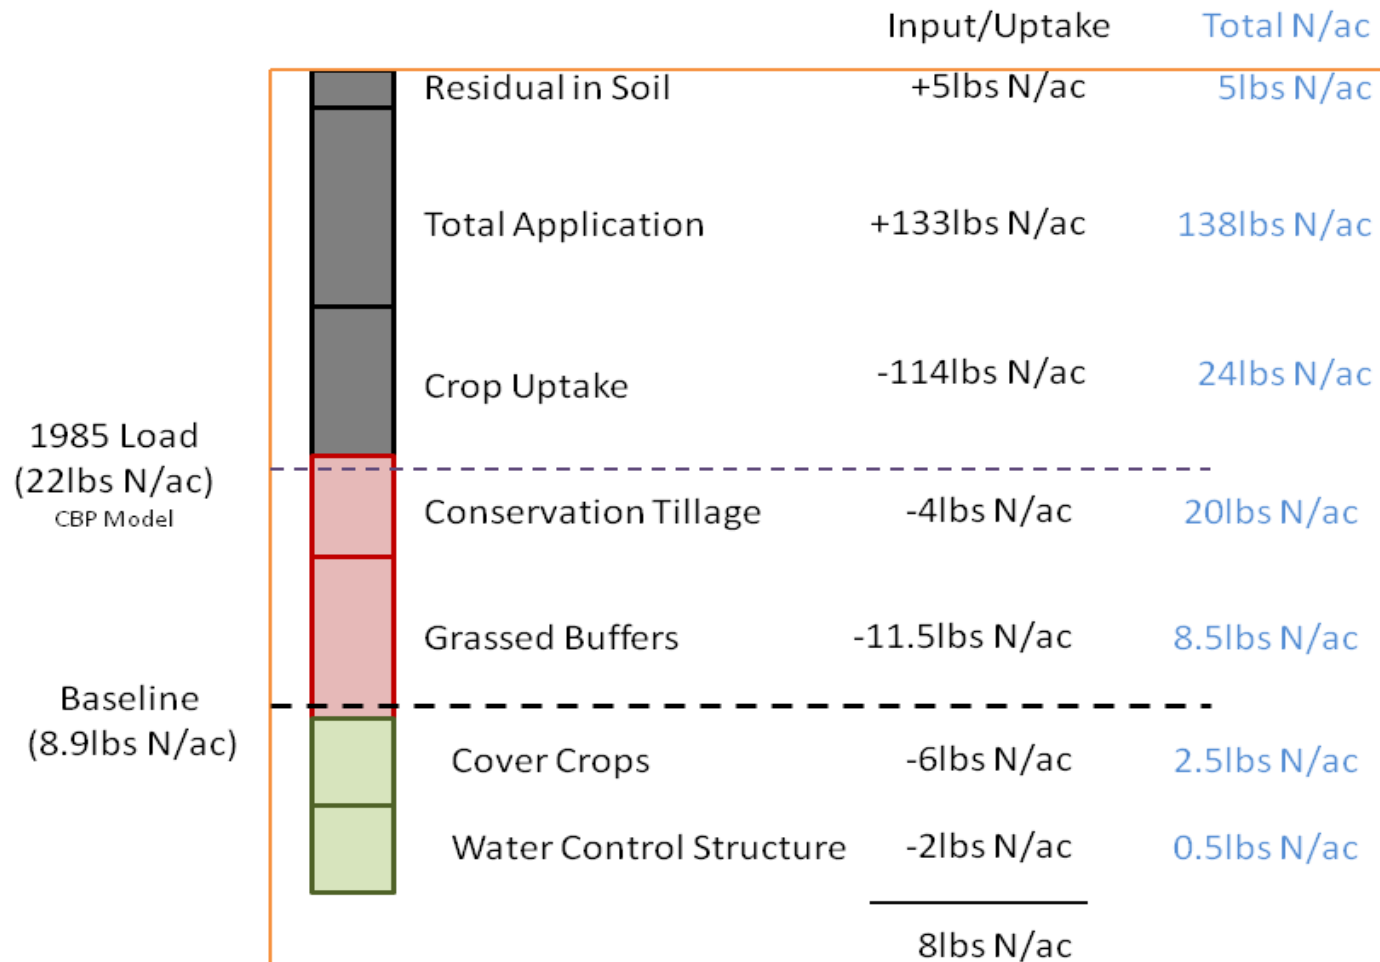 Input/Uptake Total N/ac
Residual in Soil +5lbs N/ac 5lbs N/ac
Total Application +133lbs N/ac 138lbs N/ac
Crop Uptake -114lbs N/ac 24lbs N/ac
1985 Load
(22lbs N/ac)
CBP Model
Conservation Tillage -4lbs N/ac 20lbs N/ac
Grassed Buffers -11.5lbs N/ac 8.5lbs N/ac
Baseline
(8.9lbs N/ac)
Cover Crops -6lbs N/ac 2.5lbs N/ac
Water Control Structure -2lbs N/ac 0.5lbs N/ac
8lbs N/ac